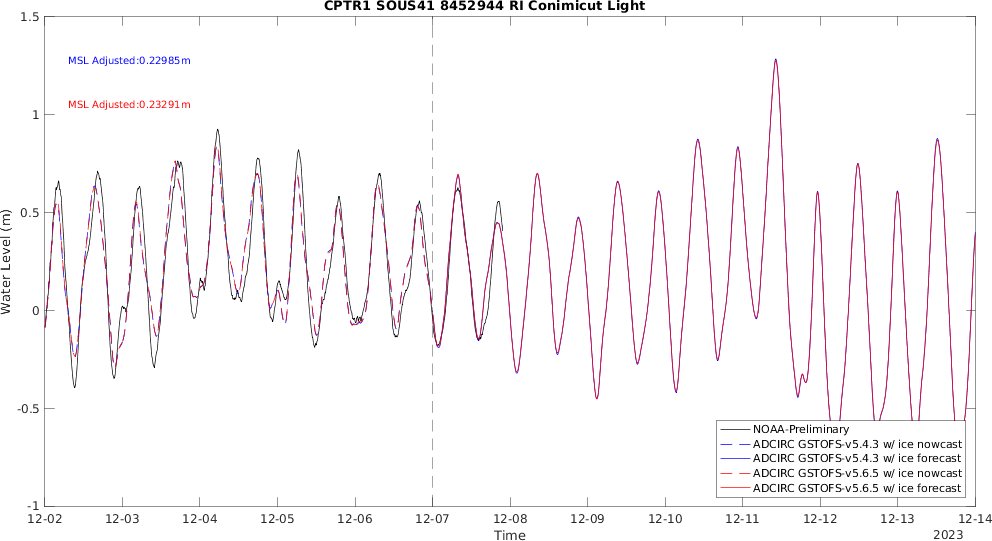 CPTR1 SOUS41 8452944 RI Conimicut Light
1.5
MSL Adjusted:0.22985m
MSL Adjusted:0.23291m
1
0.5
0
-0.5
-1
Water Level (m)
NOAA-Preliminary
ADCIRC GSTOFS-v5.4.3 w/ ice nowcast
ADCIRC GSTOFS-v5.4.3 w/ ice forecast
ADCIRC GSTOFS-v5.6.5 w/ ice nowcast
ADCIRC GSTOFS-v5.6.5 w/ ice forecast
12-02 12-03 12-04 12-05 12-06 12-07 12-08 12-09 12-10 12-11 12-12 12-13 12-14
Time
2023